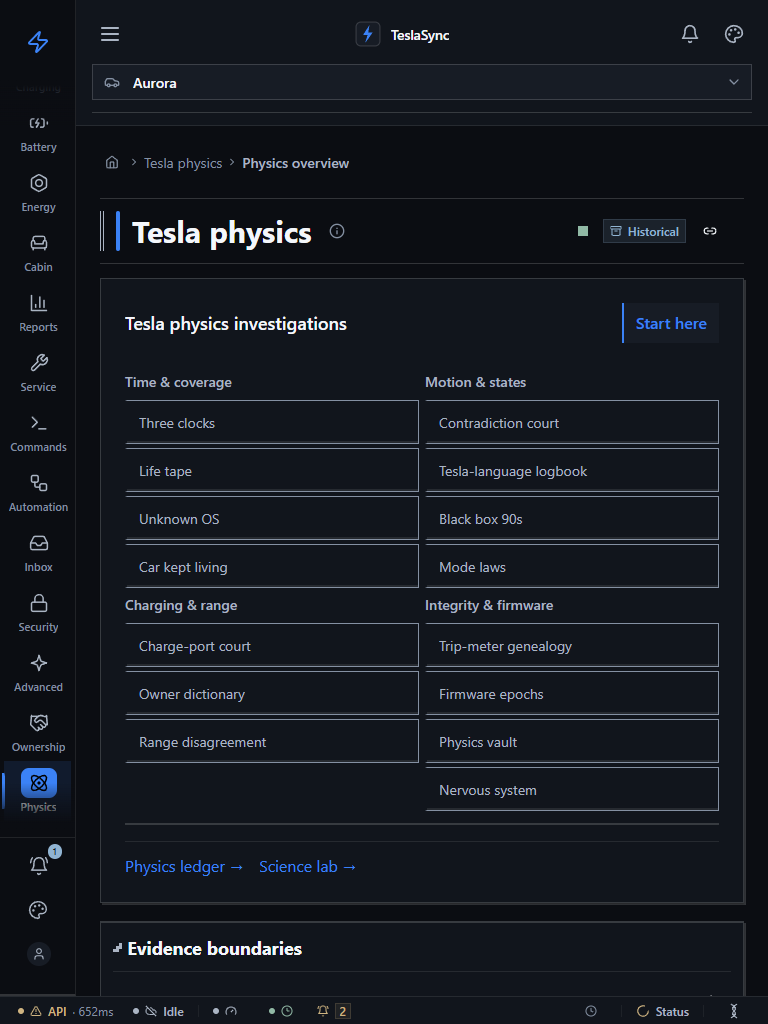 TeslaSync
Aurora
Charging
Battery
Energy
Cabin
Reports
Service
Commands
Automation
Inbox
Security
Advanced
Ownership
Physics
1
Tesla physics > Physics overview
Tesla physics
Historical
Tesla physics investigations
Start here
Time & coverage
Three clocks
Life tape
Unknown OS
Car kept living
Motion & states
Contradiction court
Tesla-language logbook
Black box 90s
Mode laws
Charging & range
Charge-port court
Owner dictionary
Range disagreement
Integrity & firmware
Trip-meter genealogy
Firmware epochs
Physics vault
Nervous system
Physics ledger → Science lab →
Evidence boundaries
API · 652ms Idle 2 Status